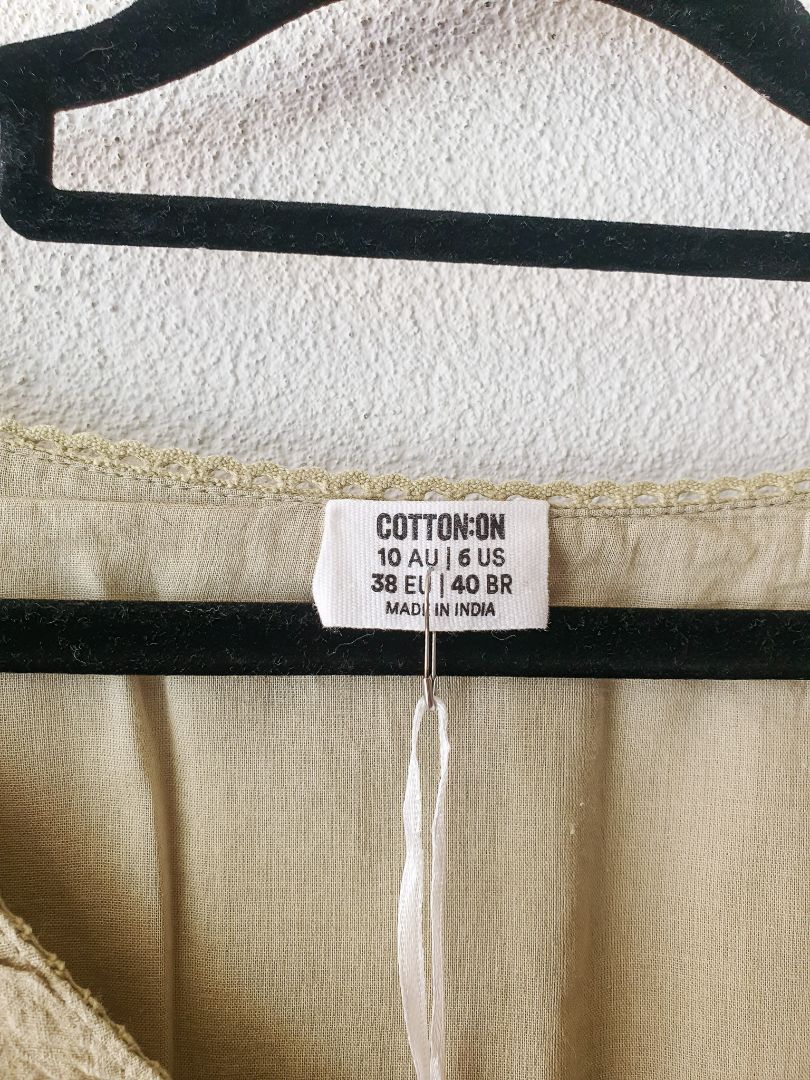 COTTON:ON
10 AU | 6 US
38 EU | 40 BR
MADE IN INDIA